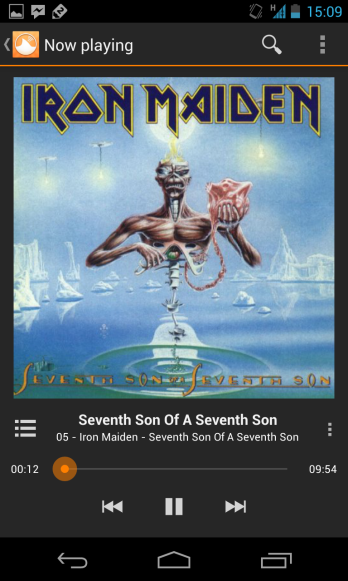 H 15:09
Now playing
IRON MAIDEN
SEVENTH SON OF A SEVENTH SON
Seventh Son Of A Seventh Son
05 - Iron Maiden - Seventh Son Of A Seventh Son
00:12 09:54